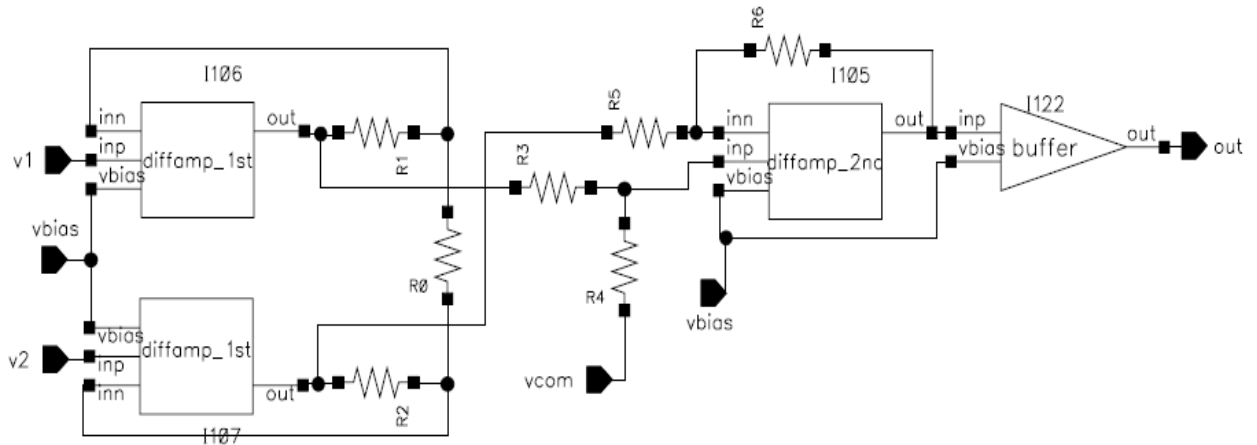 R6
I106
I105
inn
out
R5
inn
out
I122
inp
out
v1
inp
diffamp_1st
R1
R3
inp
diffamp_2nd
vbias
buffer
out
vbias
vbias
vbias
R0
R4
vbias
vbias
diffamp_1st
v2
inp
inn
out
R2
vcom
I107